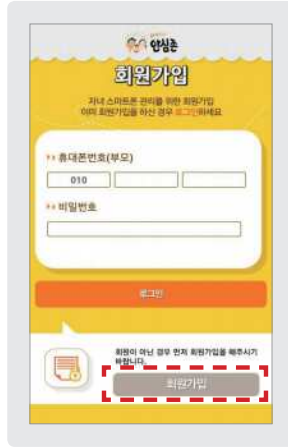 안심존
회원가입
자녀 스마트폰 관리를 위한 회원가입
이미 회원가입을 하신 경우 로그인하세요
휴대폰번호(부모)
010
비밀번호
로그인
회원이 아닌 경우 먼저 회원가입을 해주시기
바랍니다.
회원가입